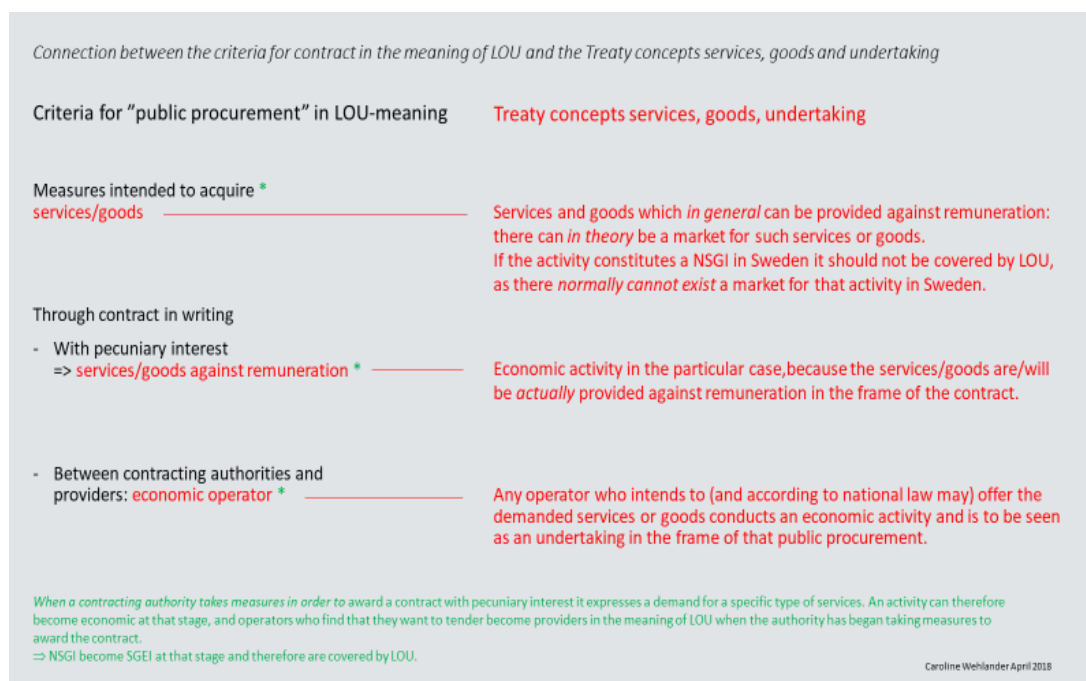 Connection between the criteria for contract in the meaning of LOU and the Treaty concepts services, goods and undertaking
Criteria for "public procurement" in LOU-meaning
Treaty concepts services, goods, undertaking
Measures intended to acquire *
services/goods
Services and goods which in general can be provided against remuneration:
there can in theory be a market for such services or goods.
If the activity constitutes a NSGI in Sweden it should not be covered by LOU,
as there normally cannot exist a market for that activity in Sweden.
Through contract in writing
- With pecuniary interest
=> services/goods against remuneration *
Economic activity in the particular case,because the services/goods are/will
be actually provided against remuneration in the frame of the contract.
- Between contracting authorities and
providers: economic operator *
Any operator who intends to (and according to national law may) offer the
demanded services or goods conducts an economic activity and is to be seen
as an undertaking in the frame of that public procurement.
When a contracting authority takes measures in order to award a contract with pecuniary interest it expresses a demand for a specific type of services. An activity can therefore
become economic at that stage, and operators who find that they want to tender become providers in the meaning of LOU when the authority has began taking measures to
award the contract.
⇒ NSGI become SGEI at that stage and therefore are covered by LOU.
Caroline Wehlander April 2018